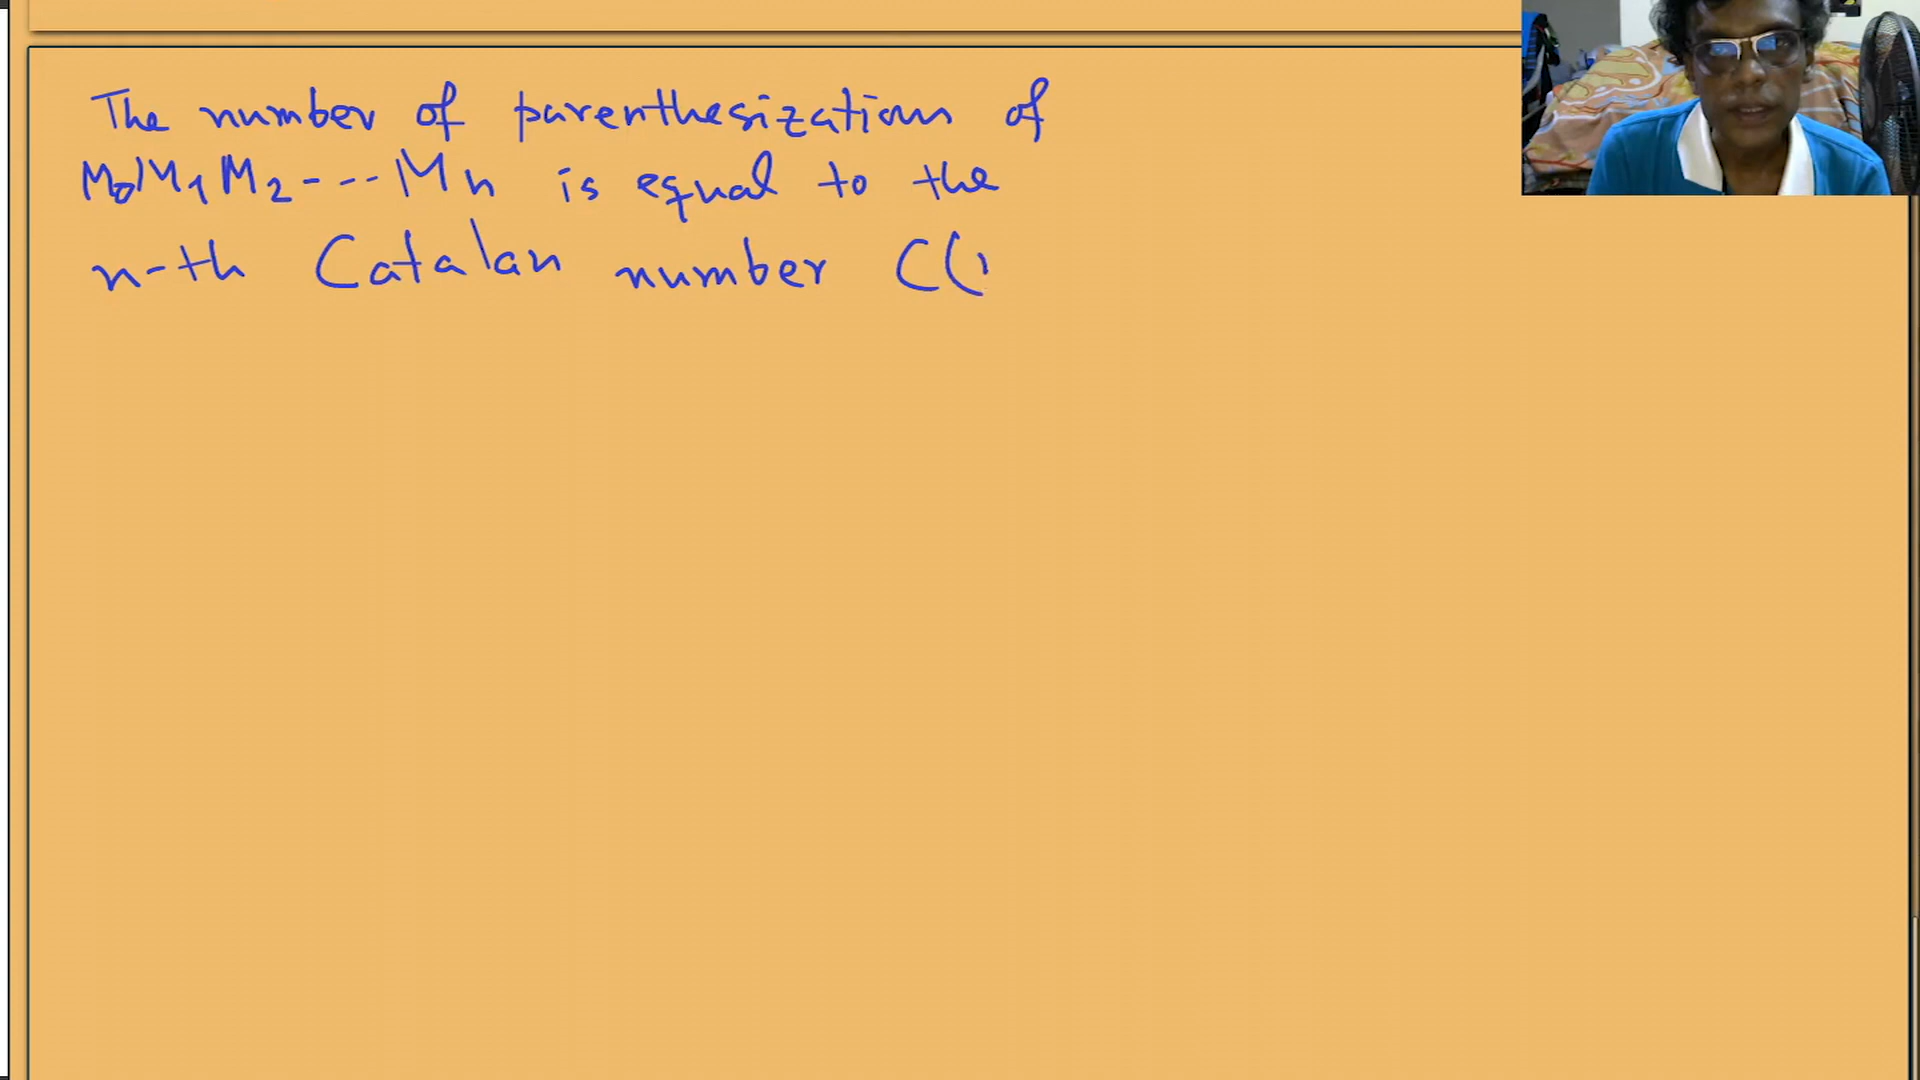 The number of parenthesizations of
M0M1M2---Mn is equal to the
n-th Catalan number C(